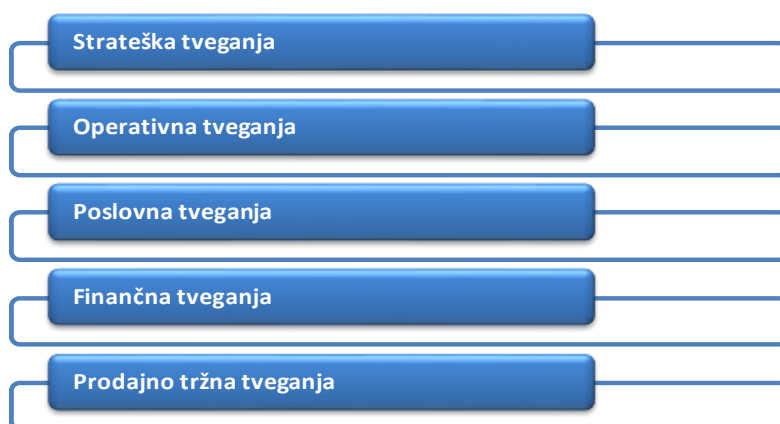 Strateška tveganja
Operativna tveganja
Poslovna tveganja
Finančna tveganja
Prodajno tržna tveganja